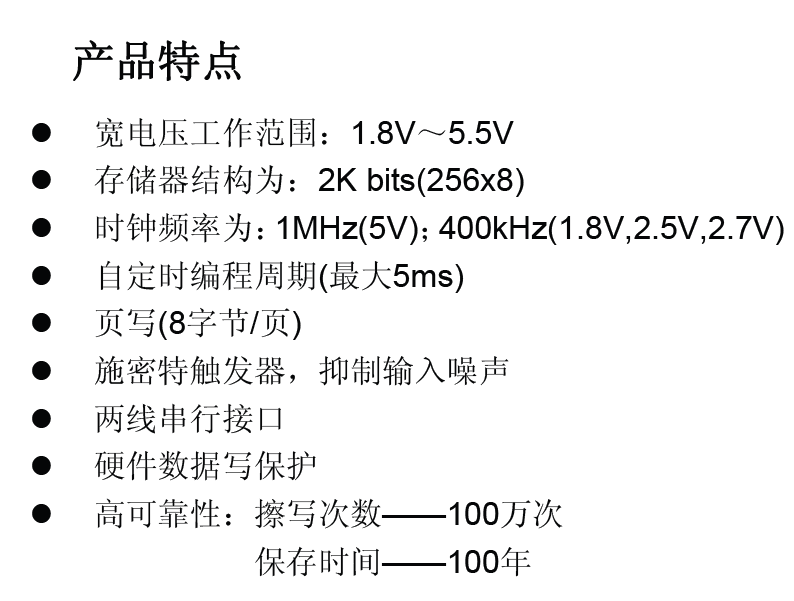 产品特点
● 宽电压工作范围：1.8V～5.5V
● 存储器结构为：2K bits(256x8)
● 时钟频率为：1MHz(5V)；400kHz(1.8V,2.5V,2.7V)
● 自定时编程周期(最大5ms)
● 页写(8字节/页)
● 施密特触发器，抑制输入噪声
● 两线串行接口
● 硬件数据写保护
● 高可靠性：擦写次数——100万次
保存时间——100年